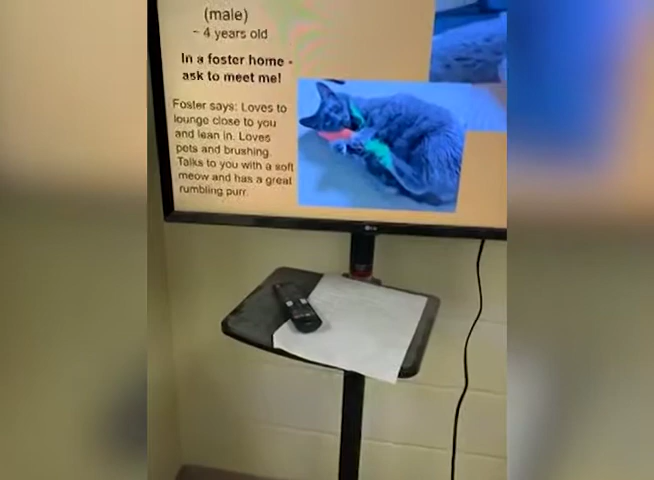 (male)
~ 4 years old
In a foster home -
ask to meet me!
Foster says: Loves to
lounge close to you
and lean in. Loves
pets and brushing.
Talks to you with a soft
meow and has a great
rumbling purr.
LG